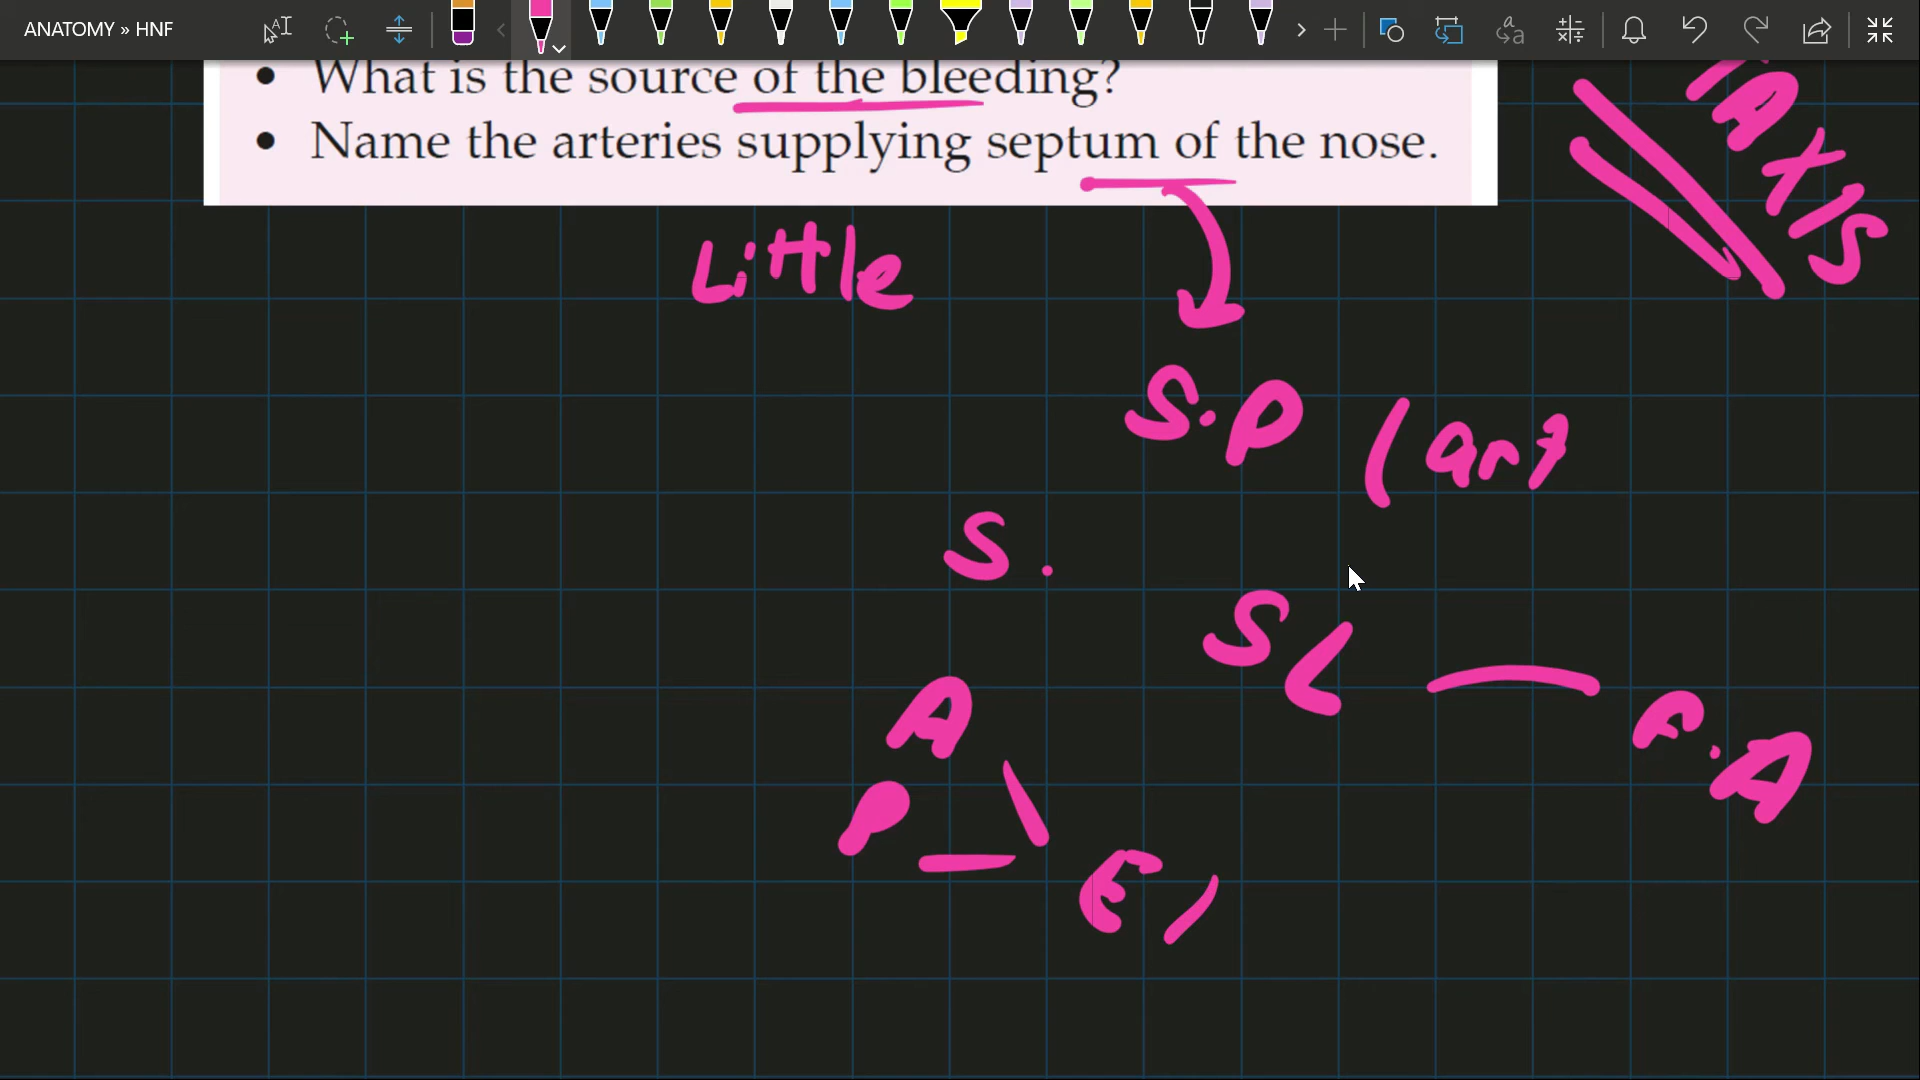 ANATOMY » HNF
• What is the source of the bleeding?
• Name the arteries supplying septum of the nose.
AXIS
Little
S.P (art
S.
SL — F.A
A
P
E